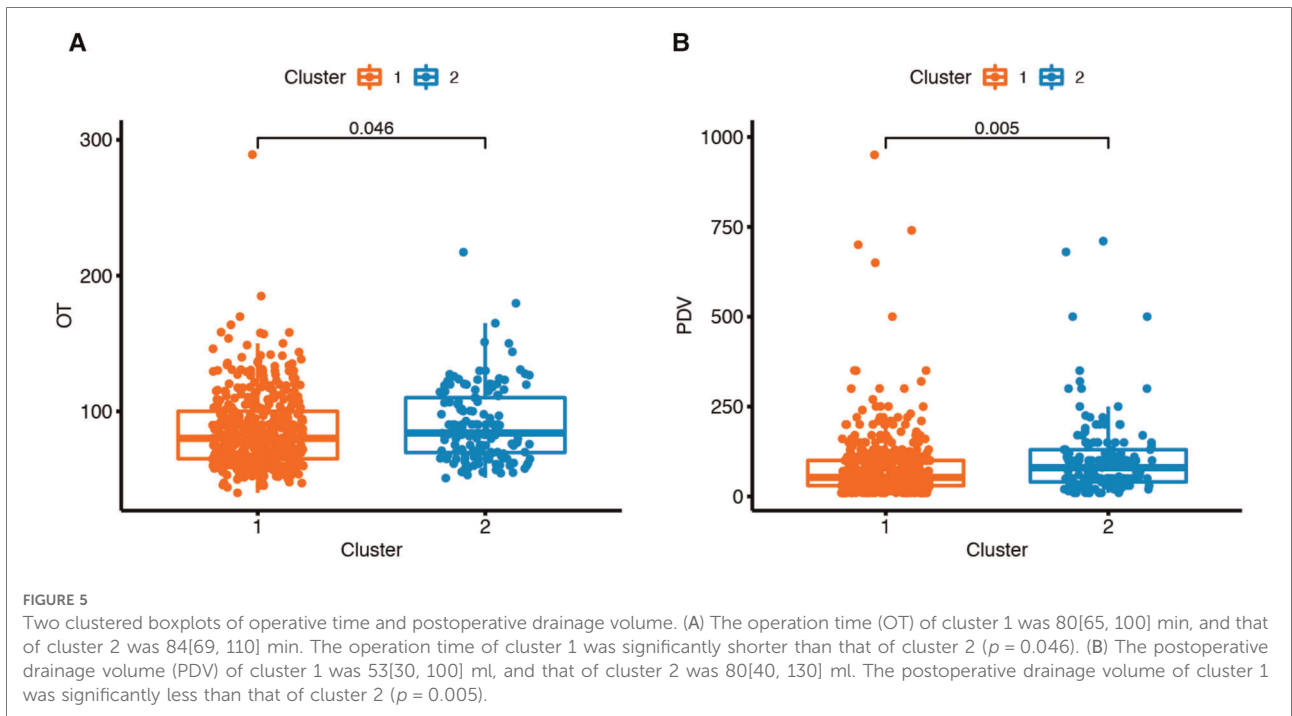 A
Cluster 1 2
0.046
300
200
100
OT
1 2
Cluster
B
Cluster 1 2
0.005
1000
750
500
250
0
PDV
1 2
Cluster
FIGURE 5
Two clustered boxplots of operative time and postoperative drainage volume. (A) The operation time (OT) of cluster 1 was 80[65, 100] min, and that
of cluster 2 was 84[69, 110] min. The operation time of cluster 1 was significantly shorter than that of cluster 2 (p = 0.046). (B) The postoperative
drainage volume (PDV) of cluster 1 was 53[30, 100] ml, and that of cluster 2 was 80[40, 130] ml. The postoperative drainage volume of cluster 1
was significantly less than that of cluster 2 (p = 0.005).